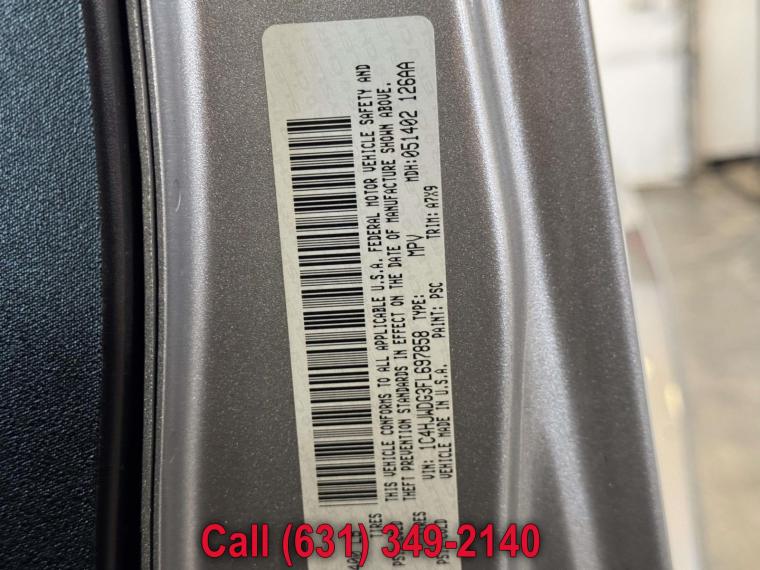 THIS VEHICLE CONFORMS TO ALL APPLICABLE U.S.A. FEDERAL MOTOR VEHICLE SAFETY AND
THEFT PREVENTION STANDARDS IN EFFECT ON THE DATE OF MANUFACTURE SHOWN ABOVE.
VIN: 1C4HJWDG3FL697858 TYPE: MPV MDH:051402 126AA
VEHICLE MADE IN U.S.A. PAINT: PSC TRIM: A7X9
TIRES
Call (631) 349-2140